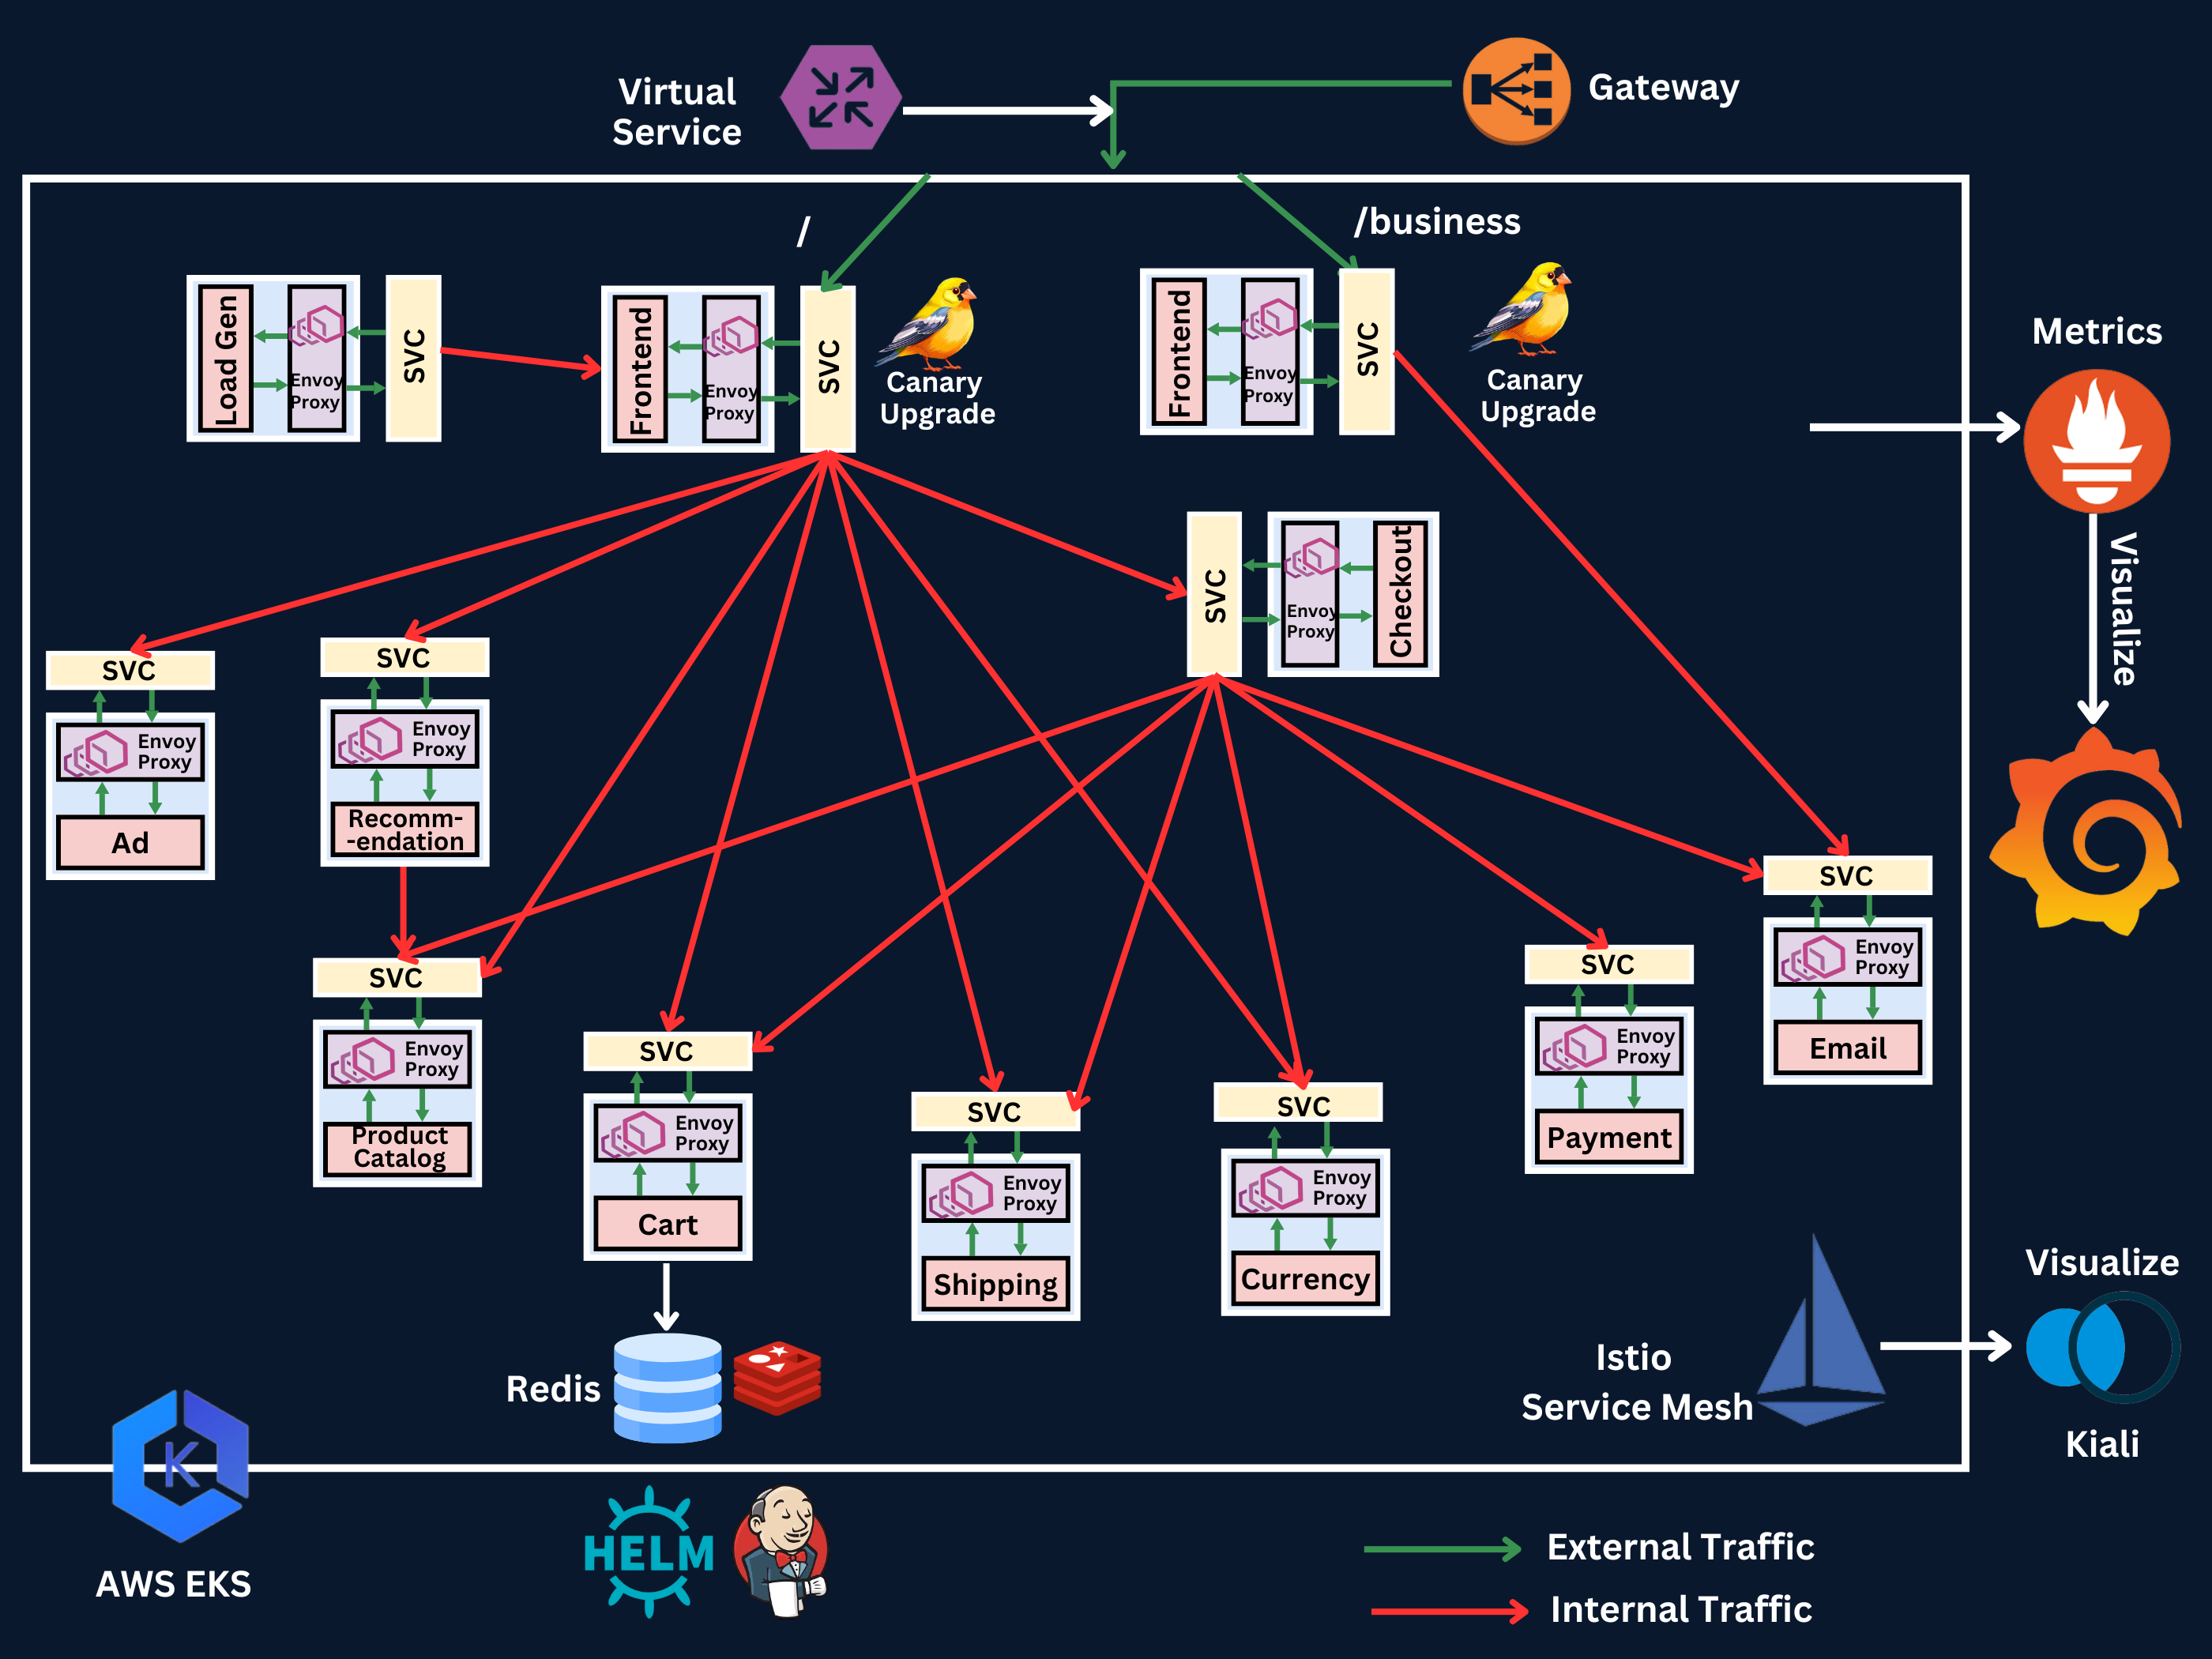 Virtual
Service
Gateway
/
/business
Load Gen
Envoy
Proxy
SVC
Frontend
Envoy
Proxy
SVC
Canary
Upgrade
Frontend
Envoy
Proxy
SVC
Canary
Upgrade
Metrics
Visualize
SVC
Envoy
Proxy
Checkout
SVC
Envoy
Proxy
Ad
SVC
Envoy
Proxy
Recomm-
-endation
SVC
Envoy
Proxy
Product
Catalog
SVC
Envoy
Proxy
Cart
SVC
Envoy
Proxy
Shipping
SVC
Envoy
Proxy
Currency
SVC
Envoy
Proxy
Payment
SVC
Envoy
Proxy
Email
Redis
Istio
Service Mesh
Visualize
Kiali
K
AWS EKS
HELM
External Traffic
Internal Traffic